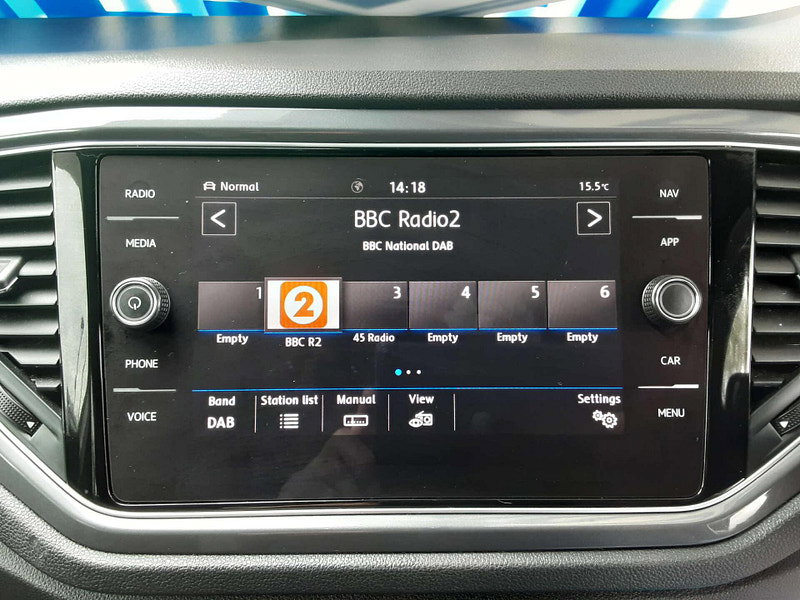 RADIO
MEDIA
PHONE
VOICE
Normal 14:18 15.5°C
< BBC Radio2 >
BBC National DAB
1 2 3 4 5 6
Empty BBC R2 45 Radio Empty Empty Empty
Band Station list Manual View Settings
DAB
NAV
APP
CAR
MENU